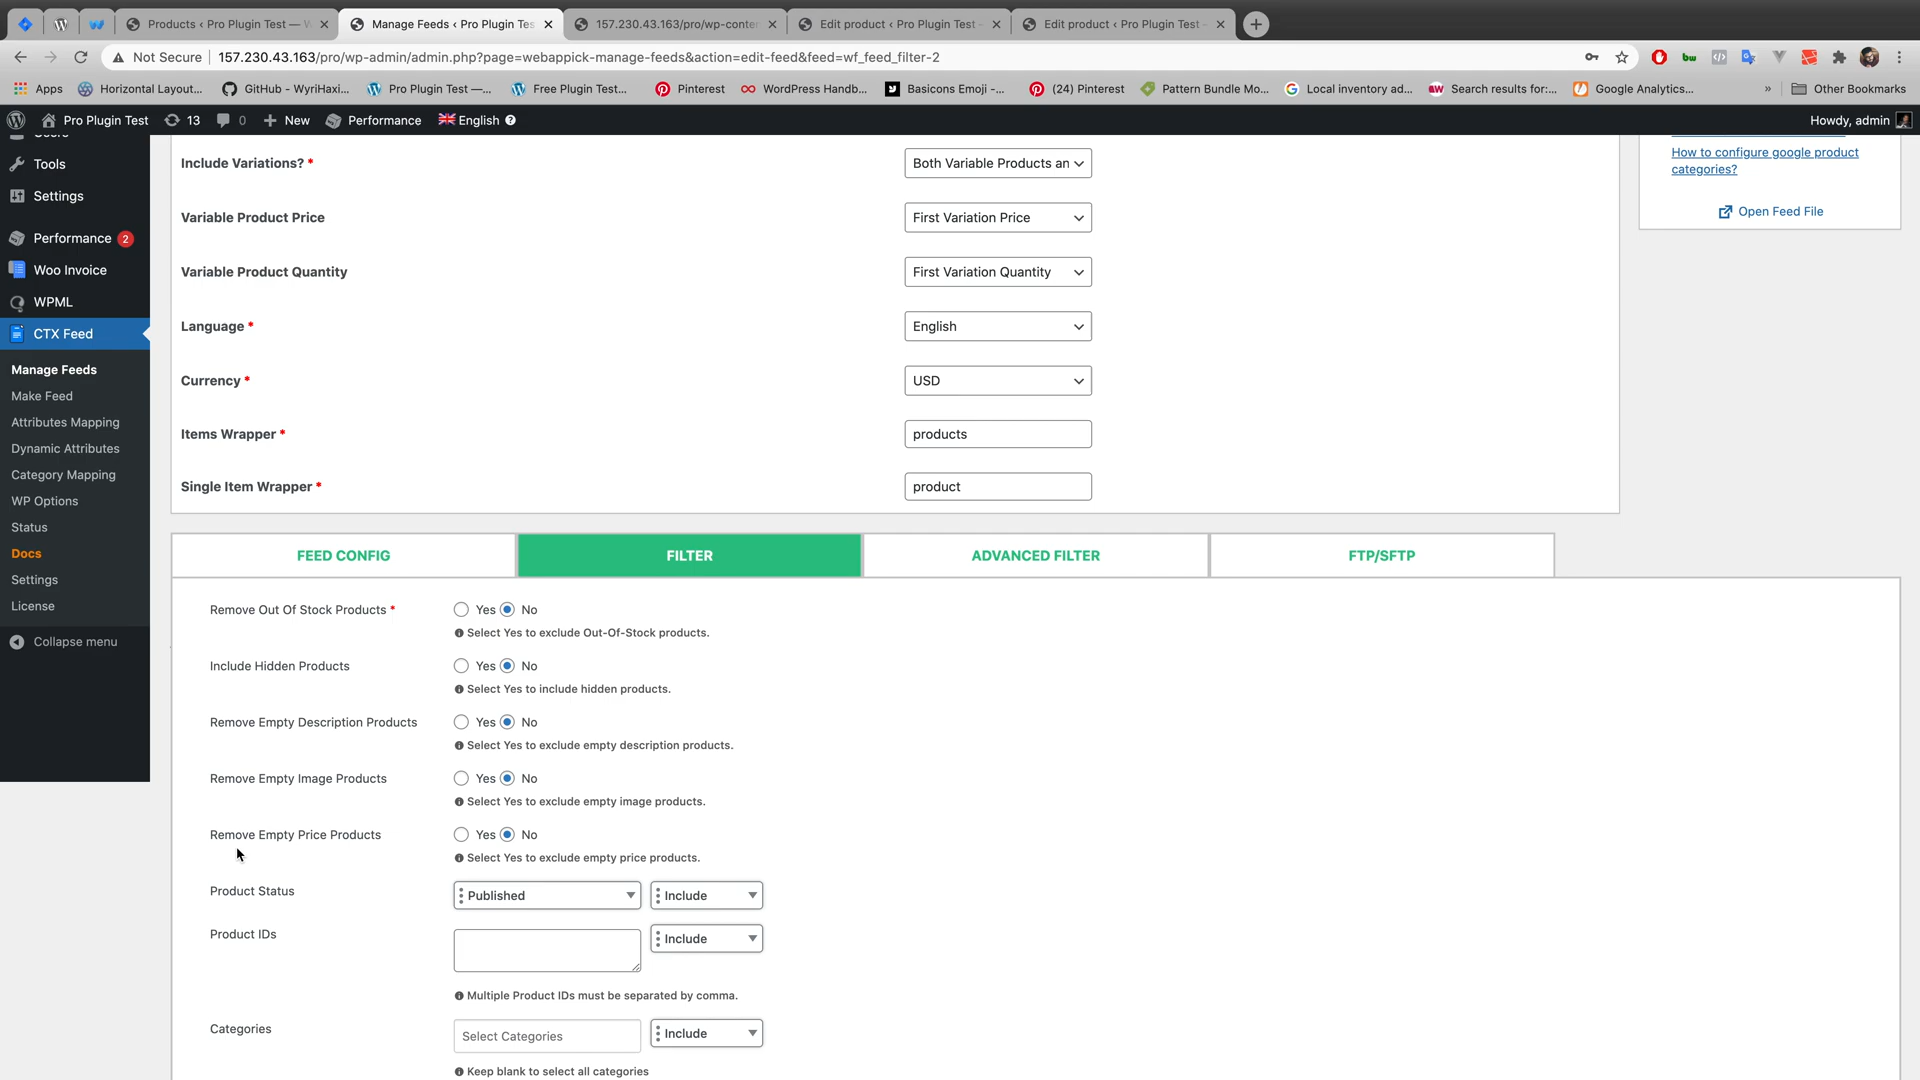 Products ‹ Pro Plugin Test — W
Manage Feeds ‹ Pro Plugin Tes
157.230.43.163/pro/wp-conten
Edit product ‹ Pro Plugin Test -
Edit product ‹ Pro Plugin Test -
Not Secure
157.230.43.163/pro/wp-admin/admin.php?page=webappick-manage-feeds&action=edit-feed&feed=wf_feed_filter-2
Apps
Horizontal Layout...
GitHub - WyriHaxi...
Pro Plugin Test —...
Free Plugin Test...
Pinterest
WordPress Handb...
Basicons Emoji -...
(24) Pinterest
Pattern Bundle Mo...
Local inventory ad...
Search results for:...
Google Analytics...
»
Other Bookmarks
Pro Plugin Test
13
0
New
Performance
English
Howdy, admin
Users
Tools
Settings
Performance 2
Woo Invoice
WPML
CTX Feed
Manage Feeds
Make Feed
Attributes Mapping
Dynamic Attributes
Category Mapping
WP Options
Status
Docs
Settings
License
Collapse menu
Include Variations? *
Both Variable Products an
Variable Product Price
First Variation Price
Variable Product Quantity
First Variation Quantity
Language *
English
Currency *
USD
Items Wrapper *
products
Single Item Wrapper *
product
How to configure google product
categories?
Open Feed File
FEED CONFIG
FILTER
ADVANCED FILTER
FTP/SFTP
Remove Out Of Stock Products *
Yes No
Select Yes to exclude Out-Of-Stock products.
Include Hidden Products
Yes No
Select Yes to include hidden products.
Remove Empty Description Products
Yes No
Select Yes to exclude empty description products.
Remove Empty Image Products
Yes No
Select Yes to exclude empty image products.
Remove Empty Price Products
Yes No
Select Yes to exclude empty price products.
Product Status
Published
Include
Product IDs
Include
Multiple Product IDs must be separated by comma.
Categories
Select Categories
Include
Keep blank to select all categories